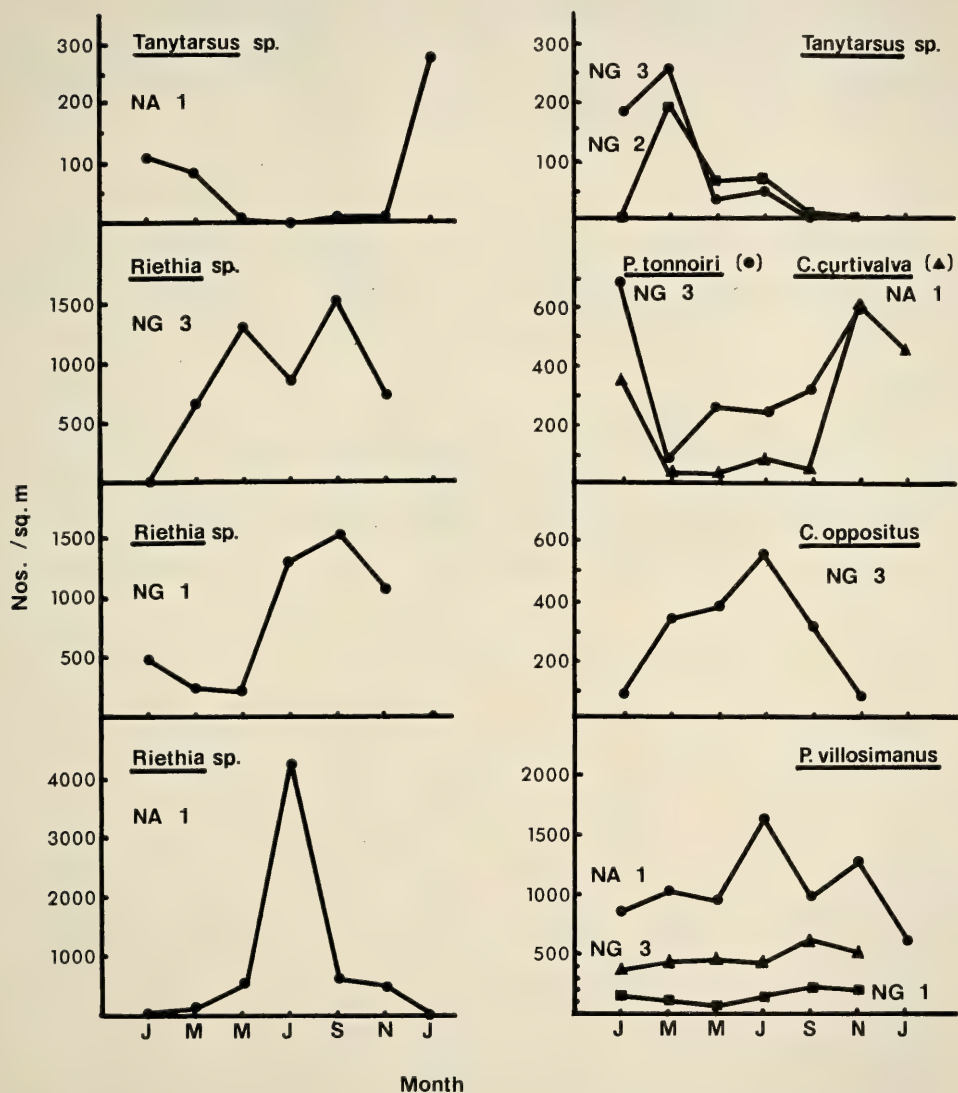 Nos. /sq. m
Tanytarsus sp.
NA 1
300
200
100
Riethia sp.
NG 3
1500
1000
500
Riethia sp.
NG 1
1500
1000
500
Riethia sp.
NA 1
4000
3000
2000
1000
J M M J S N J
Tanytarsus sp.
NG 3
NG 2
300
200
100
P. tonnoiri (●) C. curtivalva (▲)
NG 3 NA 1
600
400
200
C. oppositus
NG 3
600
400
200
P. villosimanus
2000
1500
1000
500
NA 1
NG 3
NG 1
J M M J S N J
Month